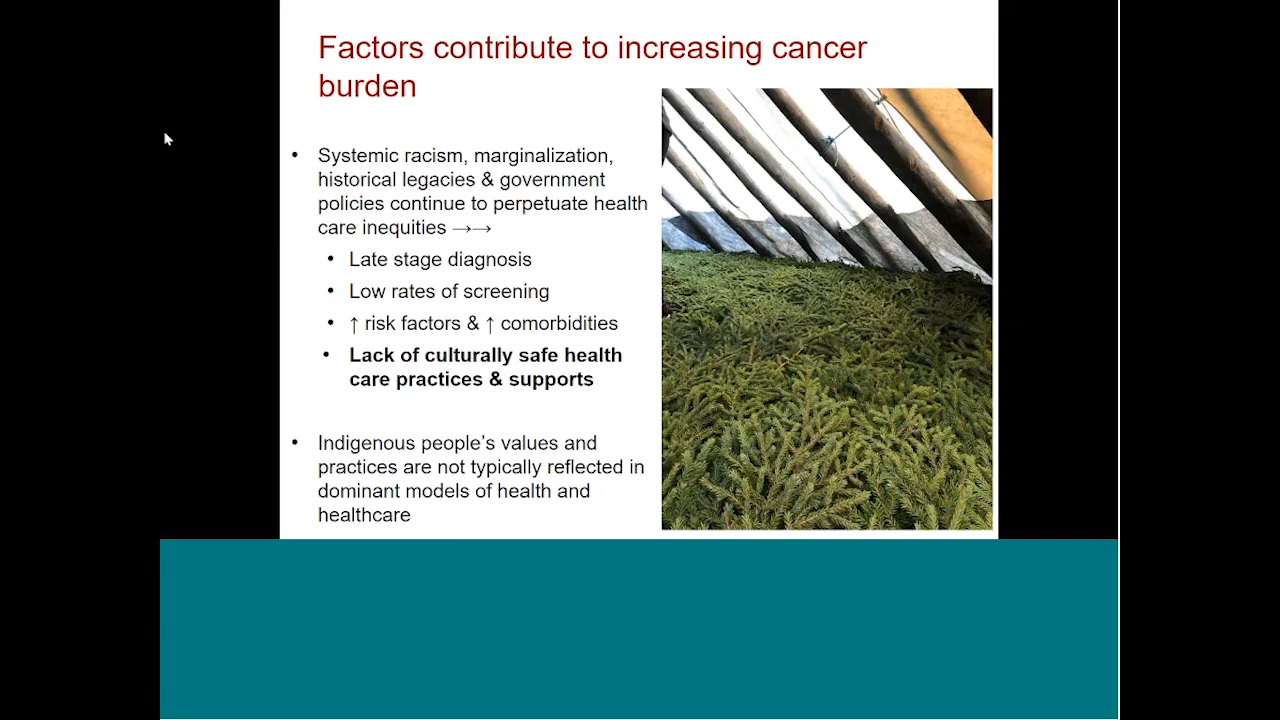 Factors contribute to increasing cancer
burden
• Systemic racism, marginalization,
historical legacies & government
policies continue to perpetuate health
care inequities →→
• Late stage diagnosis
• Low rates of screening
• ↑ risk factors & ↑ comorbidities
• Lack of culturally safe health
care practices & supports
• Indigenous people’s values and
practices are not typically reflected in
dominant models of health and
healthcare